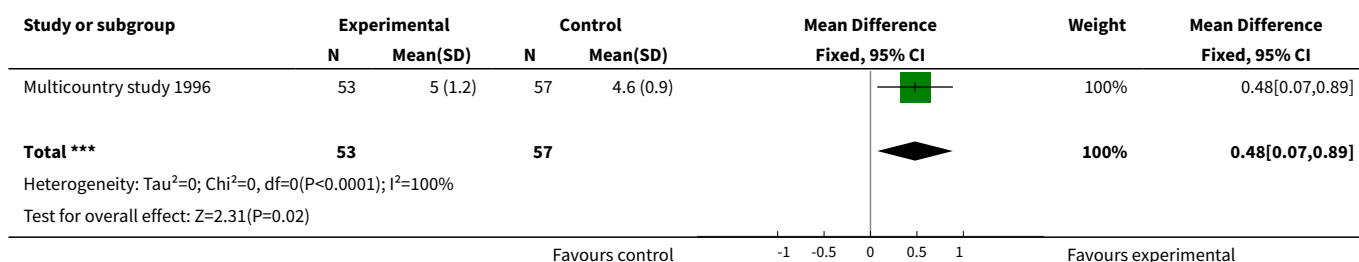 Study or subgroup Experimental Control Mean Difference Weight Mean Difference
N Mean(SD) N Mean(SD) Fixed, 95% CI Fixed, 95% CI
Multicountry study 1996 53 5 (1.2) 57 4.6 (0.9) 100% 0.48[0.07,0.89]
Total *** 53 57 100% 0.48[0.07,0.89]
Heterogeneity: Tau²=0; Chi²=0, df=0(P<0.0001); I²=100%
Test for overall effect: Z=2.31(P=0.02)
Favours control -1 -0.5 0 0.5 1 Favours experimental